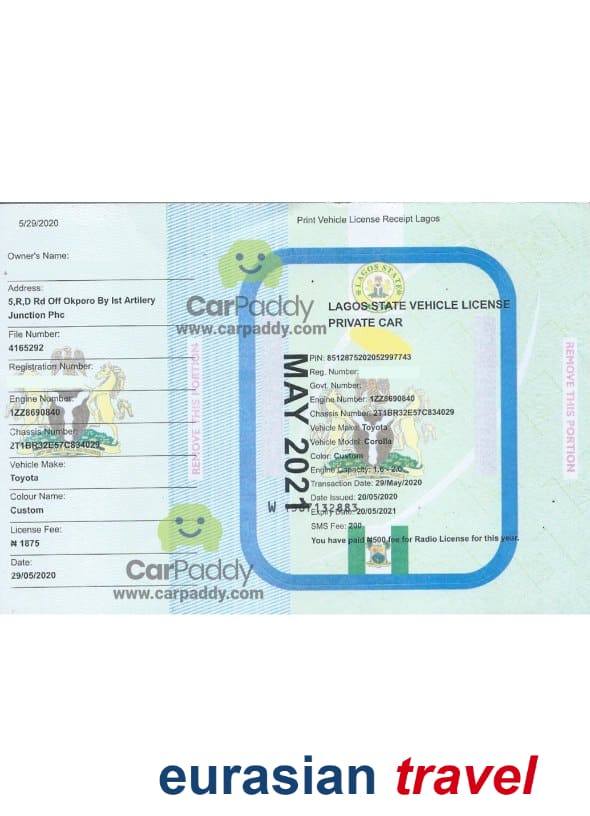 5/29/2020
Owner's Name:
Address:
5,R,D Rd Off Okporo By Ist Artilery
Junction Phc
File Number:
4165292
Registration Number:
Engine Number:
1ZZ8690840
Chassis Number:
2T1BR32E57C834029
Vehicle Make:
Toyota
Colour Name:
Custom
License Fee:
₦ 1875
Date:
29/05/2020
REMOVE THIS PORTION
CarPaddy
www.carpaddy.com
CarPaddy
www.carpaddy.com
Print Vehicle License Receipt Lagos
LAGOS STATE
LAGOS STATE VEHICLE LICENSE
PRIVATE CAR
MAY 2021
PIN: 8512875202052997743
Reg. Number:
Govt. Number:
Engine Number: 1ZZ8690840
Chassis Number: 2T1BR32E57C834029
Vehicle Make: Toyota
Vehicle Model: Corolla
Color: Custom
Engine Capacity: 1.6 - 2.0
Transaction Date: 29/May/2020
Date Issued: 20/05/2020
Expiry Date: 20/05/2021
SMS Fee: 200
You have paid ₦500 fee for Radio License for this year.
REMOVE THIS PORTION
eurasian travel